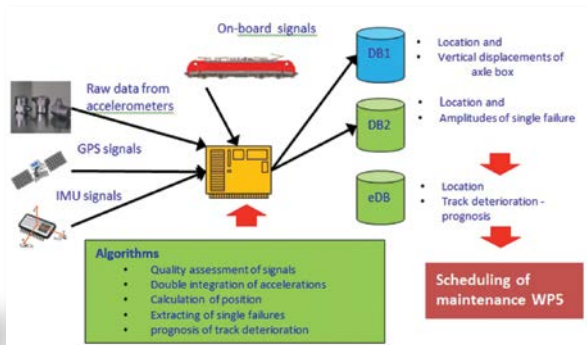 On-board signals
Raw data from
accelerometers
GPS signals
IMU signals
DB1
• Location and
• Vertical displacements of
axle box
DB2
• Location and
• Amplitudes of single failure
eDB
• Location
• Track deterioration -
prognosis
Algorithms
• Quality assessment of signals
• Double integration of accelerations
• Calculation of position
• Extracting of single failures
• prognosis of track deterioration
Scheduling of
maintenance WP5